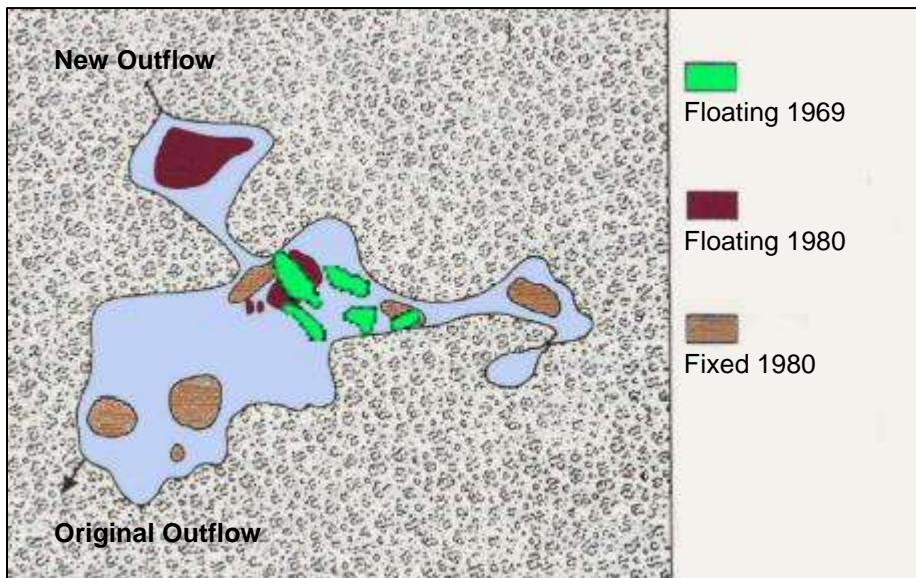 New Outflow
Original Outflow
Floating 1969
Floating 1980
Fixed 1980